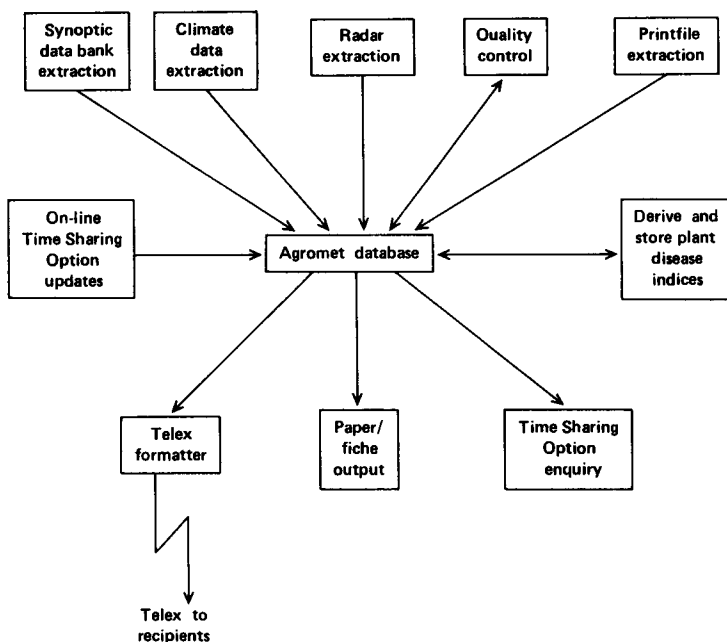 Synoptic
data bank
extraction
Climate
data
extraction
Radar
extraction
Ouality
control
Printfile
extraction
On-line
Time Sharing
Option
updates
Agromet database
Derive and
store plant
disease
indices
Telex
formatter
Paper/
fiche
output
Time Sharing
Option
enquiry
Telex to
recipients